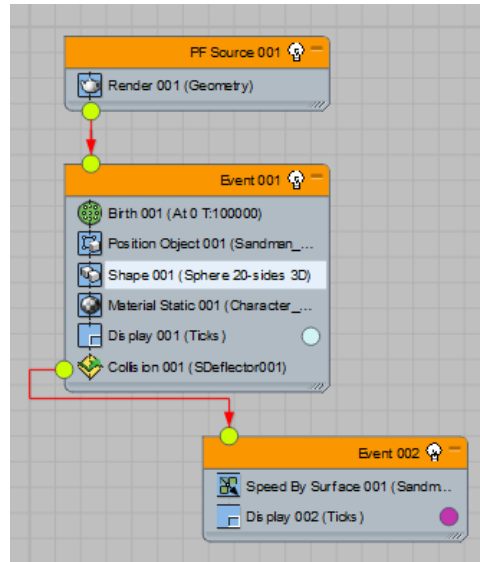 PF Source 001
Render 001 (Geometry)
Event 001
Birth 001 (At 0 T:100000)
Position Object 001 (Sandman_...
Shape 001 (Sphere 20-sides 3D)
Material Static 001 (Character_...
Display 001 (Ticks)
Collision 001 (SDeflector001)
Event 002
Speed By Surface 001 (Sandm...
Display 002 (Ticks)